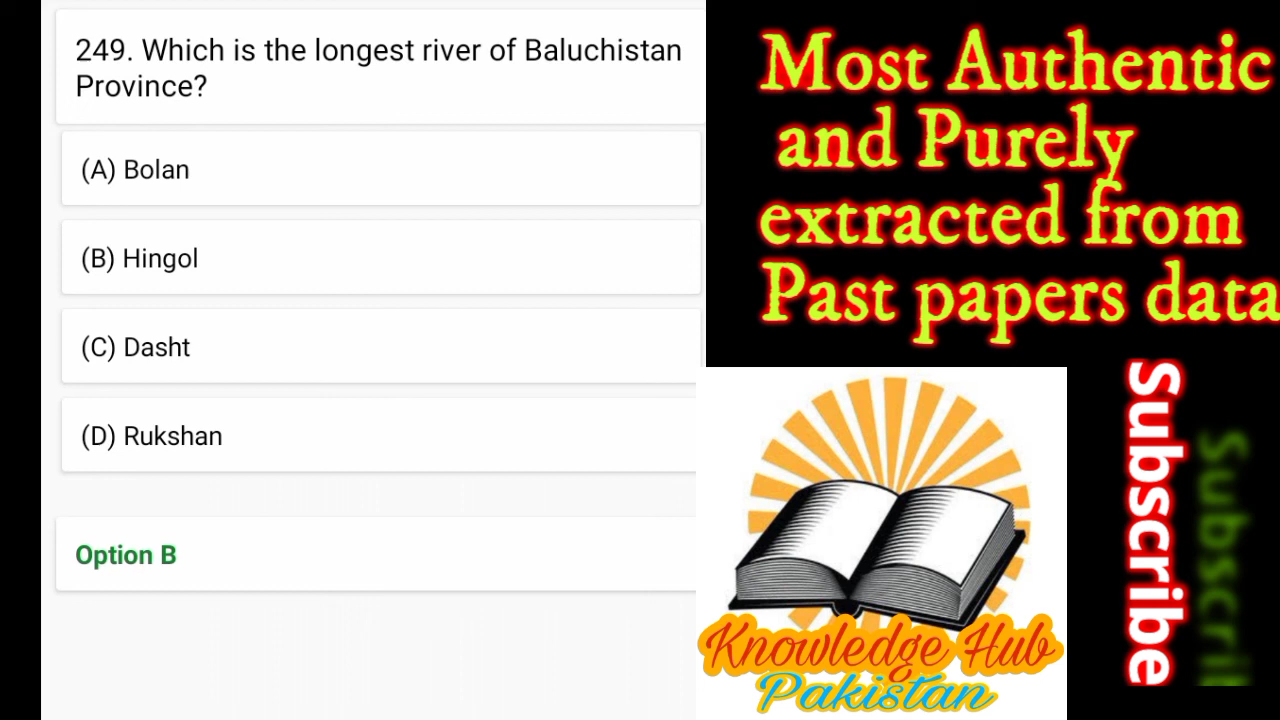 249. Which is the longest river of Baluchistan
Province?
(A) Bolan
(B) Hingol
(C) Dasht
(D) Rukshan
Option B
Most Authentic
and Purely
extracted from
Past papers data
Subscribe
Subscrib
Knowledge Hub
Pakistan